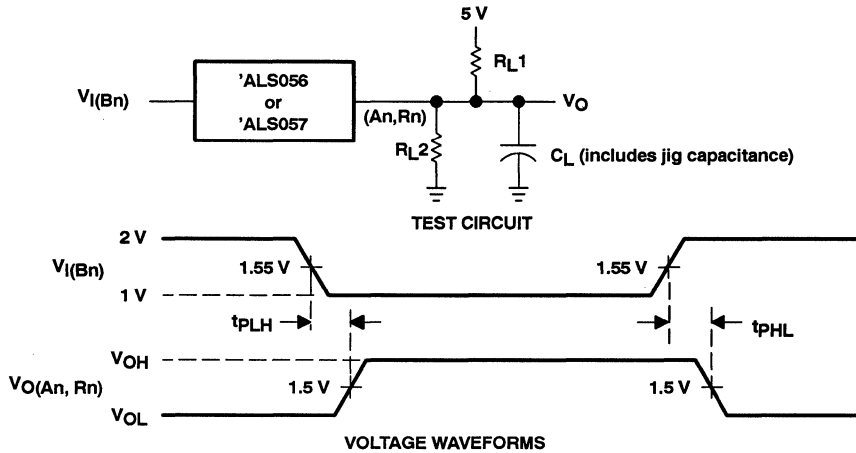 5 V
RL1
'ALS056
or
'ALS057
VI(Bn)
(An,Rn)
VO
RL2
CL (includes jig capacitance)
TEST CIRCUIT
2 V
VI(Bn)
1.55 V
1.55 V
1 V
tPLH
tPHL
VOH
VO(An, Rn)
1.5 V
1.5 V
VOL
VOLTAGE WAVEFORMS